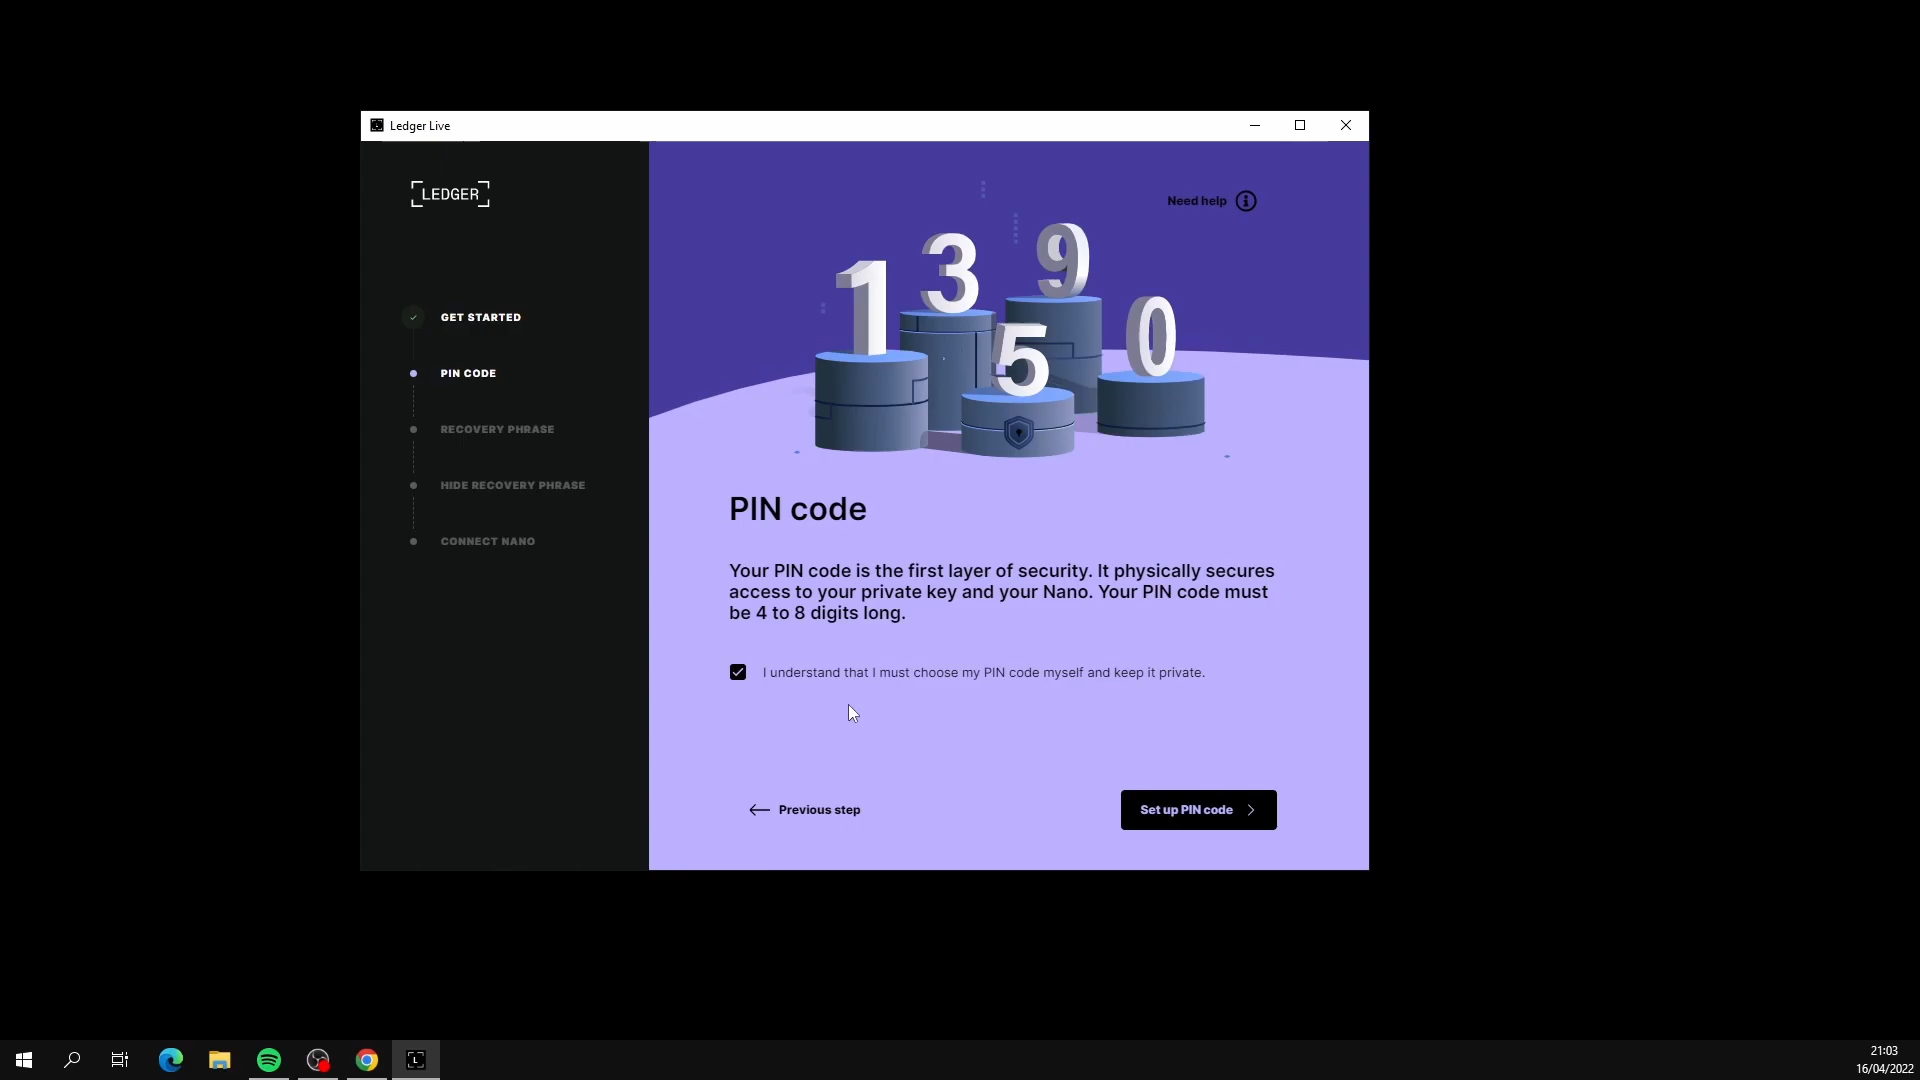 Ledger Live
LEDGER
Need help
1 3 9 5 0
GET STARTED
PIN CODE
RECOVERY PHRASE
HIDE RECOVERY PHRASE
CONNECT NANO
PIN code
Your PIN code is the first layer of security. It physically secures
access to your private key and your Nano. Your PIN code must
be 4 to 8 digits long.
I understand that I must choose my PIN code myself and keep it private.
Previous step
Set up PIN code
L
21:03
16/04/2022